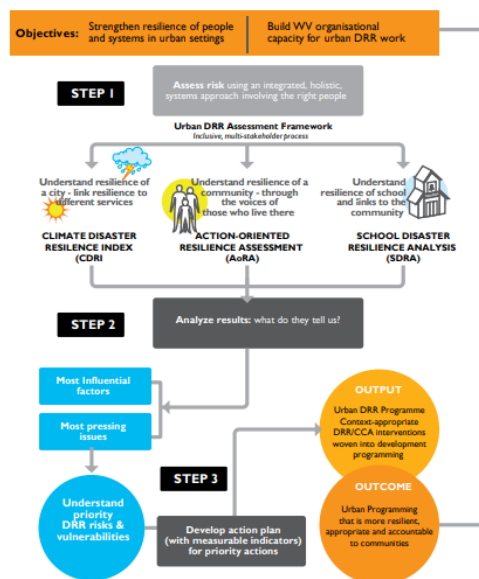 Objectives:
Strengthen resilience of people
and systems in urban settings
Build WV organisational
capacity for urban DRR work
STEP 1
Assess risk using an integrated, holistic,
systems approach involving the right people
Urban DRR Assessment Framework
Inclusive, multi-stakeholder process
Understand resilience of
a city - link resilience to
different services
CLIMATE DISASTER
RESILENCE INDEX
(CDRI
Understand resilience of a
community - through
the voices of
those who live there
ACTION-ORIENTED
RESILIENCE ASSESSMENT
(AoRA)
Understand
resilience of school
and links to the
community
SCHOOL DISASTER
RESILIENCE ANALYSIS
(SDRA)
STEP 2
Analyze results: what do they tell us?
Most Influential
factors
Most pressing
issues
Understand
priority
DRR risks &
vulnerabilities
STEP 3
Develop action plan
(with measurable indicators)
for priority actions
OUTPUT
Urban DRR Programme
Context-appropriate
DRR/CCA interventions
woven into development
programming
OUTCOME
Urban Programming
that is more resilient,
appropriate and accountable
to communities